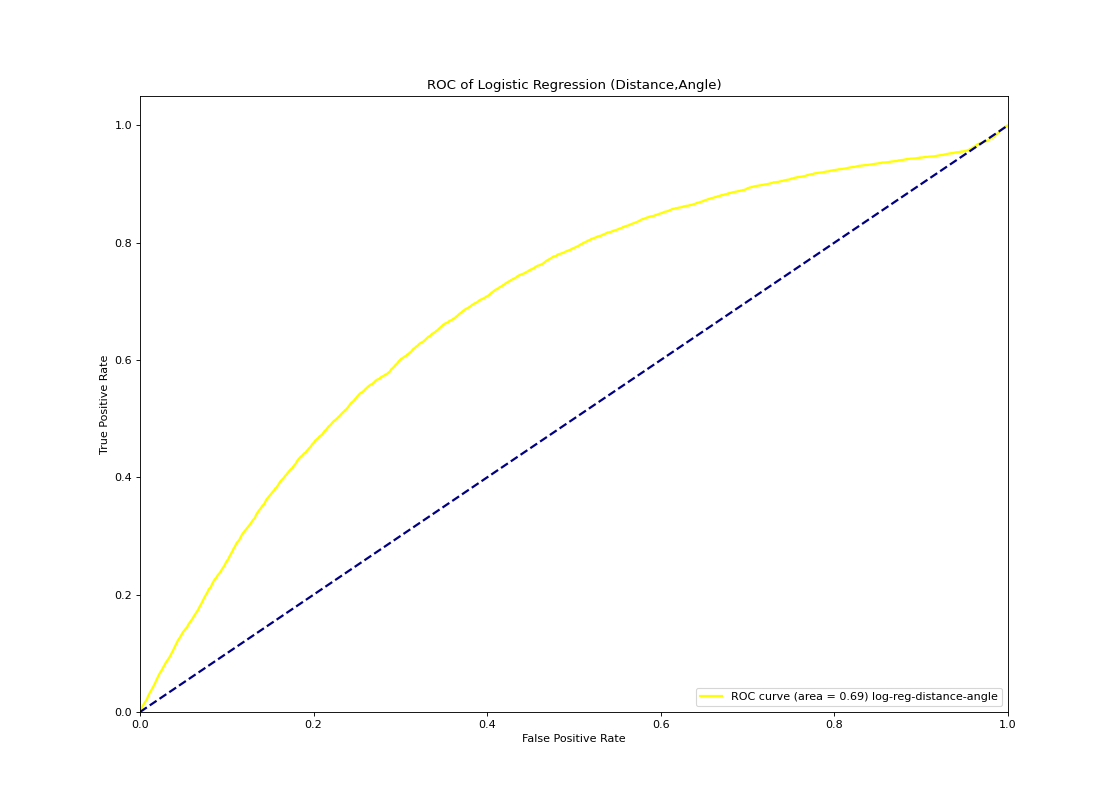 ROC of Logistic Regression (Distance,Angle)
1.0
0.8
0.6
0.4
0.2
0.0
True Positive Rate
0.0 0.2 0.4 0.6 0.8 1.0
False Positive Rate
ROC curve (area = 0.69) log-reg-distance-angle